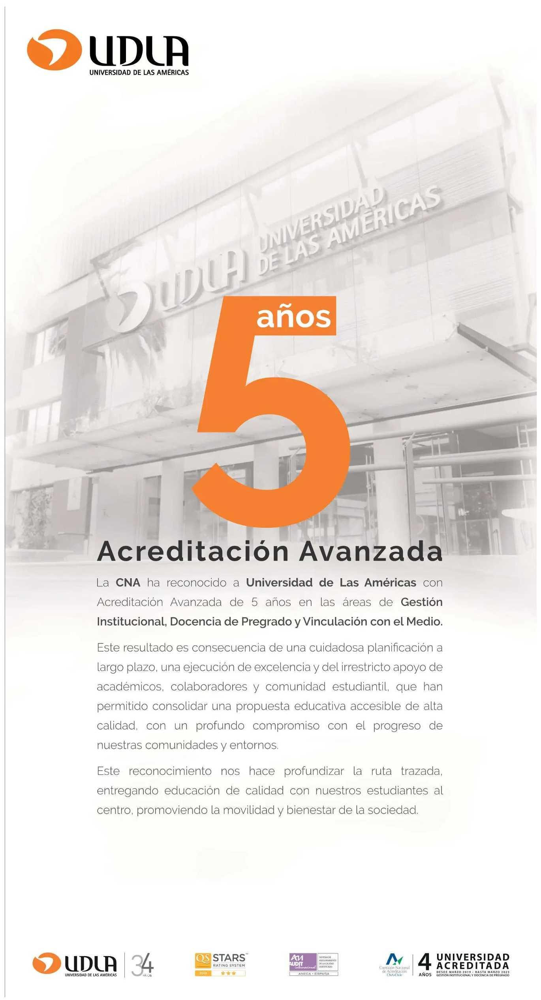 UDLA
UNIVERSIDAD DE LAS AMÉRICAS
UNIVERSIDAD
DE LAS AMÉRICAS
UDLA
años
5
Acreditación Avanzada
La CNA ha reconocido a Universidad de Las Américas con
Acreditación Avanzada de 5 años en las áreas de Gestión
Institucional, Docencia de Pregrado y Vinculación con el Medio.
Este resultado es consecuencia de una cuidadosa planificación a
largo plazo, una ejecución de excelencia y del irrestricto apoyo de
académicos, colaboradores y comunidad estudiantil, que han
permitido consolidar una propuesta educativa accesible de alta
calidad, con un profundo compromiso con el progreso de
nuestras comunidades y entornos.
Este reconocimiento nos hace profundizar la ruta trazada,
entregando educación de calidad con nuestros estudiantes al
centro, promoviendo la movilidad y bienestar de la sociedad.
UDLA
UNIVERSIDAD DE LAS AMÉRICAS
34
AÑOS
QS STARS™
RATING SYSTEM
2019
AUDIT
internacional
SISTEMA DE
ASEGURAMIENTO
DE LA CALIDAD
CERTIFICADO
ANECA • ESPAÑA
Comisión Nacional
de Acreditación
CNA-Chile
4
AÑOS
UNIVERSIDAD
ACREDITADA
DESDE MARZO 2019 - HASTA MARZO 2023
GESTIÓN INSTITUCIONAL Y DOCENCIA DE PREGRADO